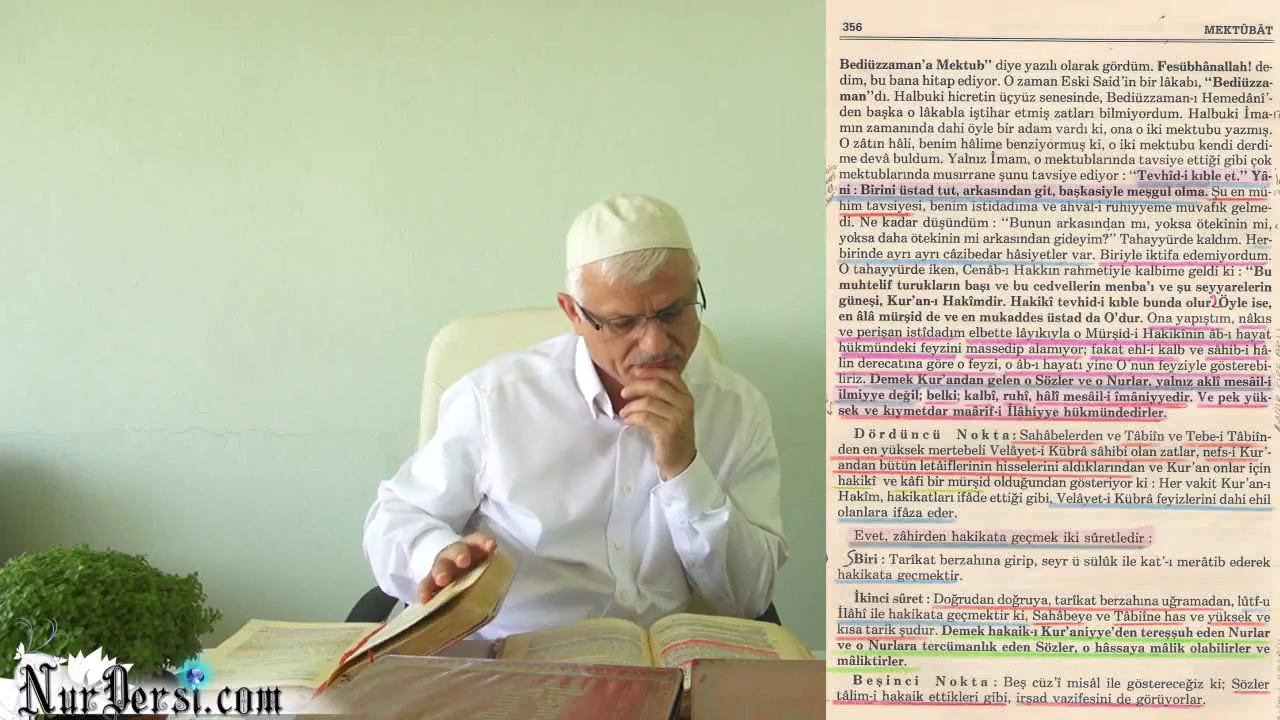 356
MEKTÛBÂT
Bediüzzaman'a Mektub" diye yazılı olarak gördüm. Fesübhânallah! de-
dim, bu bana hitap ediyor. O zaman Eski Said'in bir lâkabı, "Bediüzza-
man"dı. Halbuki hicretin üçyüz senesinde, Bediüzzaman-ı Hemedânî'-
den başka o lâkabla iştihar etmiş zatları bilmiyordum. Halbuki İma-
mın zamanında dahi öyle bir adam vardı ki, ona o iki mektubu yazmış.
O zâtın hâli, benim hâlime benziyormuş ki, o iki mektubu kendi derdi-
me devâ buldum. Yalnız İmam, o mektublarında tavsiye ettiği gibi çok
mektublarında musırrane şunu tavsiye ediyor : "Tevhîd-i kıble et." Yâ-
ni : Birini üstad tut, arkasından git, başkasiyle meşgul olma. Şu en mü-
him tavsiyesi, benim istidadıma ve ahvâl-i ruhiyyeme muvafık gelme-
di. Ne kadar düşündüm : "Bunun arkasından mı, yoksa ötekinin mi,
yoksa daha ötekinin mi arkasından gideyim?" Tahayyürde kaldım. Her-
birinde ayrı ayrı câzibedar hâsiyetler var. Biriyle iktifa edemiyordum.
O tahayyürde iken, Cenâb-ı Hakkın rahmetiyle kalbime geldi ki : "Bu
muhtelif turukların başı ve bu cedvellerin menba'ı ve şu seyyarelerin
güneşi, Kur'an-ı Hakîmdir. Hakikî tevhid-i kıble bunda olur. Öyle ise,
en âlâ mürşid de ve en mukaddes üstad da O'dur. Ona yapıştım, nâkıs
ve perişan istîdadım elbette lâyıkıyla o Mürşid-i Hakikînin âb-ı hayat
hükmündeki feyzini massedip alamıyor; fakat ehl-i kalb ve sâhib-i hâ-
lin derecatına göre o feyzi, o âb-ı hayatı yine O'nun feyziyle gösterebi-
liriz. Demek Kur'andan gelen o Sözler ve o Nurlar, yalnız aklî mesâil-i
ilmiyye değil; belki; kalbî, ruhî, hâlî mesâil-i îmâniyyedir. Ve pek yük-
sek ve kıymetdar maârif-i İlâhiyye hükmündedirler.
Dördüncü Nokta : Sahâbelerden ve Tâbiîn ve Tebe-i Tâbiîn-
den en yüksek mertebeli Velâyet-i Kübrâ sâhibi olan zatlar, nefs-i Kur'-
andan bütün letâiflerinin hisselerini aldıklarından ve Kur'an onlar için
hakikî ve kâfi bir mürşid olduğundan gösteriyor ki : Her vakit Kur'an-ı
Hakîm, hakikatları ifâde ettiği gibi, Velâyet-i Kübrâ feyizlerini dahi ehil
olanlara ifâza eder.
Evet, zâhirden hakikata geçmek iki sûretledir :
Biri : Tarîkat berzahına girip, seyr ü sülûk ile kat'-ı merâtib ederek
hakikata geçmektir.
İkinci sûret : Doğrudan doğruya, tarîkat berzahına uğramadan, lûtf-u
İlâhî ile hakikata geçmektir ki, Sahâbeye ve Tâbiîne has ve yüksek ve
kısa tarik şudur. Demek hakaik-ı Kur'aniyye'den tereşşuh eden Nurlar
ve o Nurlara tercümanlık eden Sözler, o hâssaya mâlik olabilirler ve
mâliktirler.
Beşinci Nokta : Beş cüz'î misâl ile göstereceğiz ki; Sözler
tâlim-i hakaik ettikleri gibi, irşad vazifesini de görüyorlar.
NurDersi.com